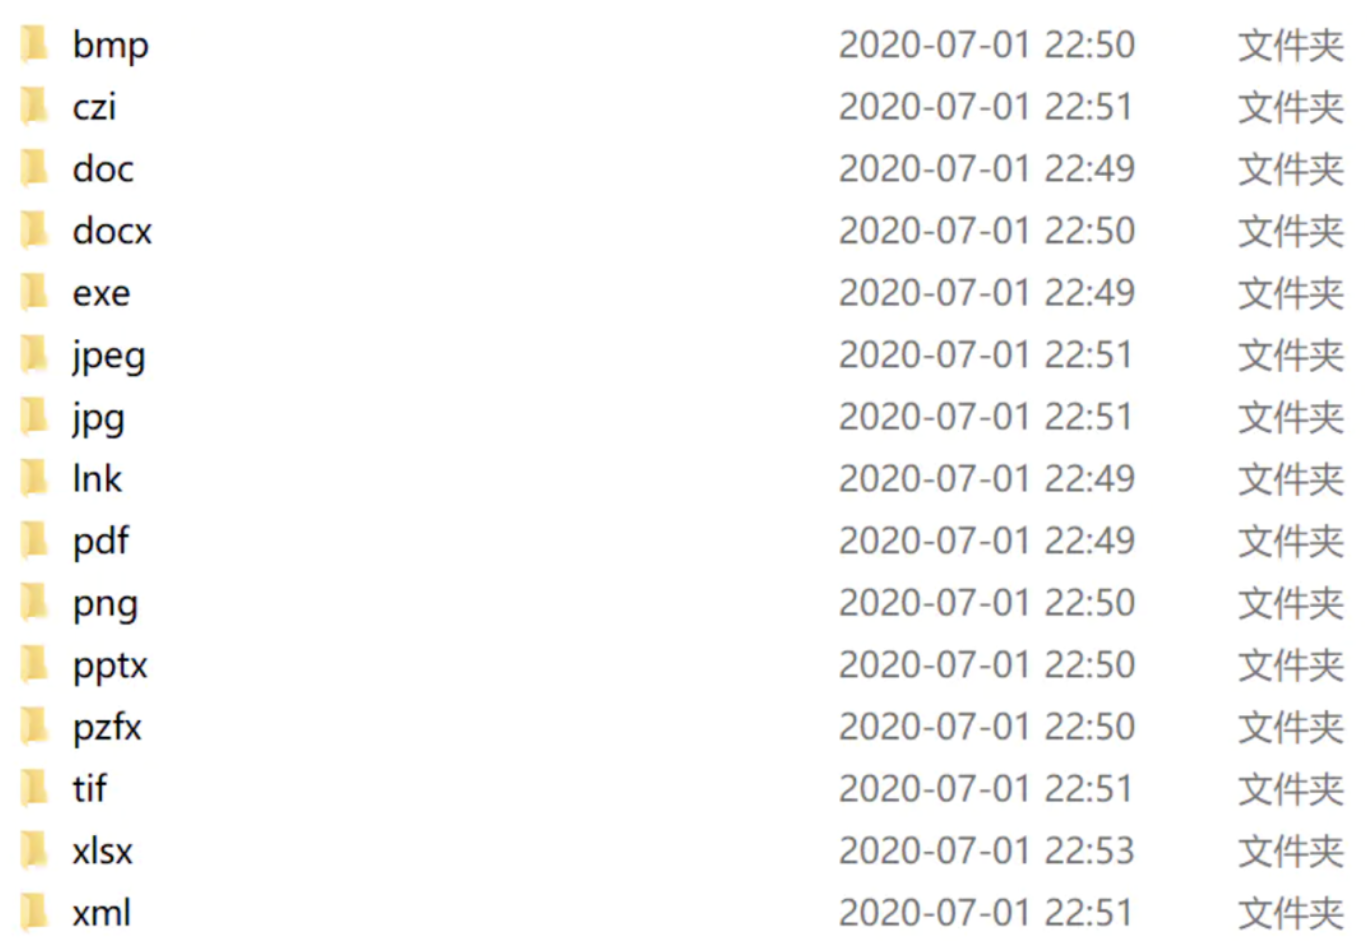 bmp 2020-07-01 22:50 文件夹
czi 2020-07-01 22:51 文件夹
doc 2020-07-01 22:49 文件夹
docx 2020-07-01 22:50 文件夹
exe 2020-07-01 22:49 文件夹
jpeg 2020-07-01 22:51 文件夹
jpg 2020-07-01 22:51 文件夹
lnk 2020-07-01 22:49 文件夹
pdf 2020-07-01 22:49 文件夹
png 2020-07-01 22:50 文件夹
pptx 2020-07-01 22:50 文件夹
pzfx 2020-07-01 22:50 文件夹
tif 2020-07-01 22:51 文件夹
xlsx 2020-07-01 22:53 文件夹
xml 2020-07-01 22:51 文件夹